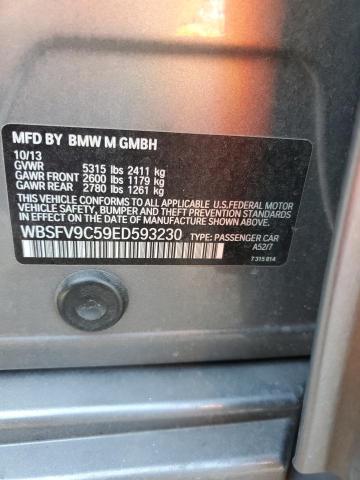 MFD BY BMW M GMBH
10/13
GVWR 5315 lbs 2411 kg
GAWR FRONT 2600 lbs 1179 kg
GAWR REAR 2780 lbs 1261 kg
THIS VEHICLE CONFORMS TO ALL APPLICABLE U.S.FEDERAL MOTOR
VEHICLE SAFETY, BUMPER, AND THEFT PREVENTION STANDARDS
IN EFFECT ON THE DATE OF MANUFACTURE SHOWN ABOVE.
WBSFV9C59ED593230 TYPE: PASSENGER CAR
A52/7
7 315 814